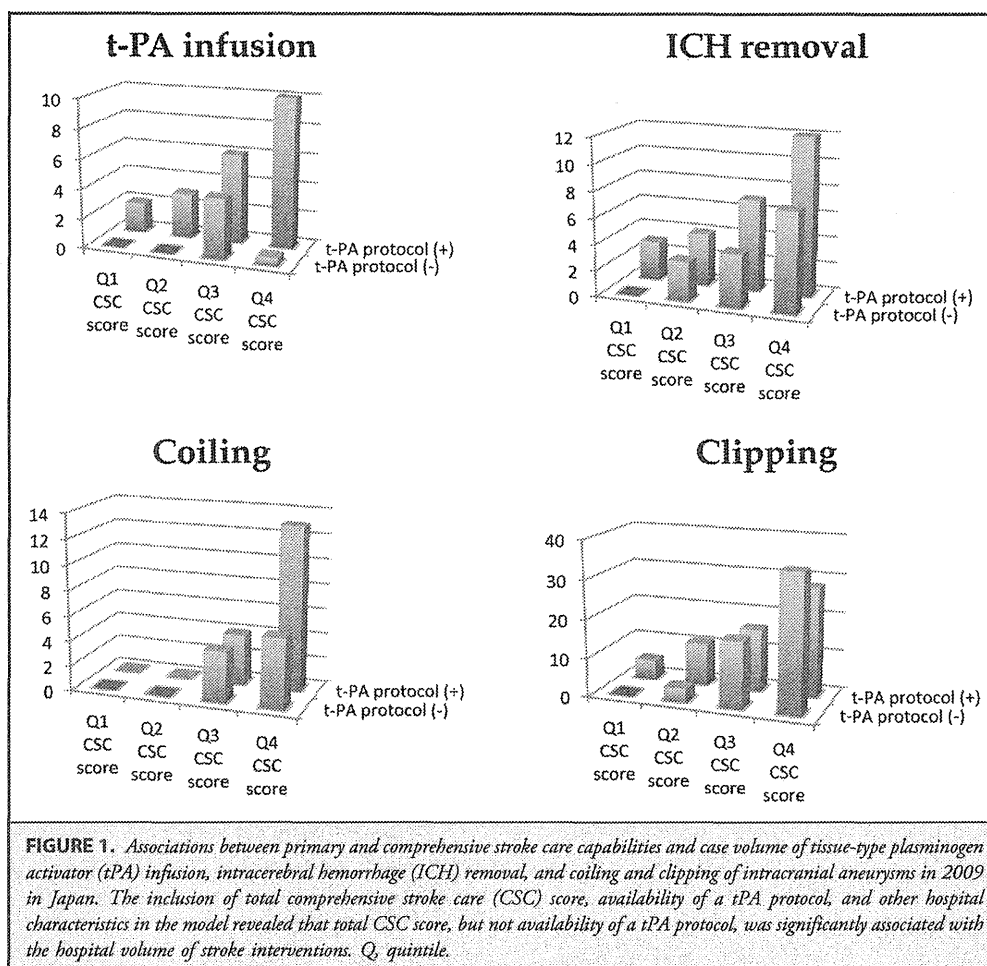 t-PA infusion
10
8
6
4
2
0
t-PA protocol (+)
t-PA protocol (-)
Q1
CSC
score
Q2
CSC
score
Q3
CSC
score
Q4
CSC
score
ICH removal
12
10
8
6
4
2
0
t-PA protocol (+)
t-PA protocol (-)
Q1
CSC
score
Q2
CSC
score
Q3
CSC
score
Q4
CSC
score
Coiling
14
12
10
8
6
4
2
0
t-PA protocol (+)
t-PA protocol (-)
Q1
CSC
score
Q2
CSC
score
Q3
CSC
score
Q4
CSC
score
Clipping
40
30
20
10
0
t-PA protocol (+)
t-PA protocol (-)
Q1
CSC
score
Q2
CSC
score
Q3
CSC
score
Q4
CSC
score
FIGURE 1. Associations between primary and comprehensive stroke care capabilities and case volume of tissue-type plasminogen
activator (tPA) infusion, intracerebral hemorrhage (ICH) removal, and coiling and clipping of intracranial aneurysms in 2009
in Japan. The inclusion of total comprehensive stroke care (CSC) score, availability of a tPA protocol, and other hospital
characteristics in the model revealed that total CSC score, but not availability of a tPA protocol, was significantly associated with
the hospital volume of stroke interventions. Q, quintile.